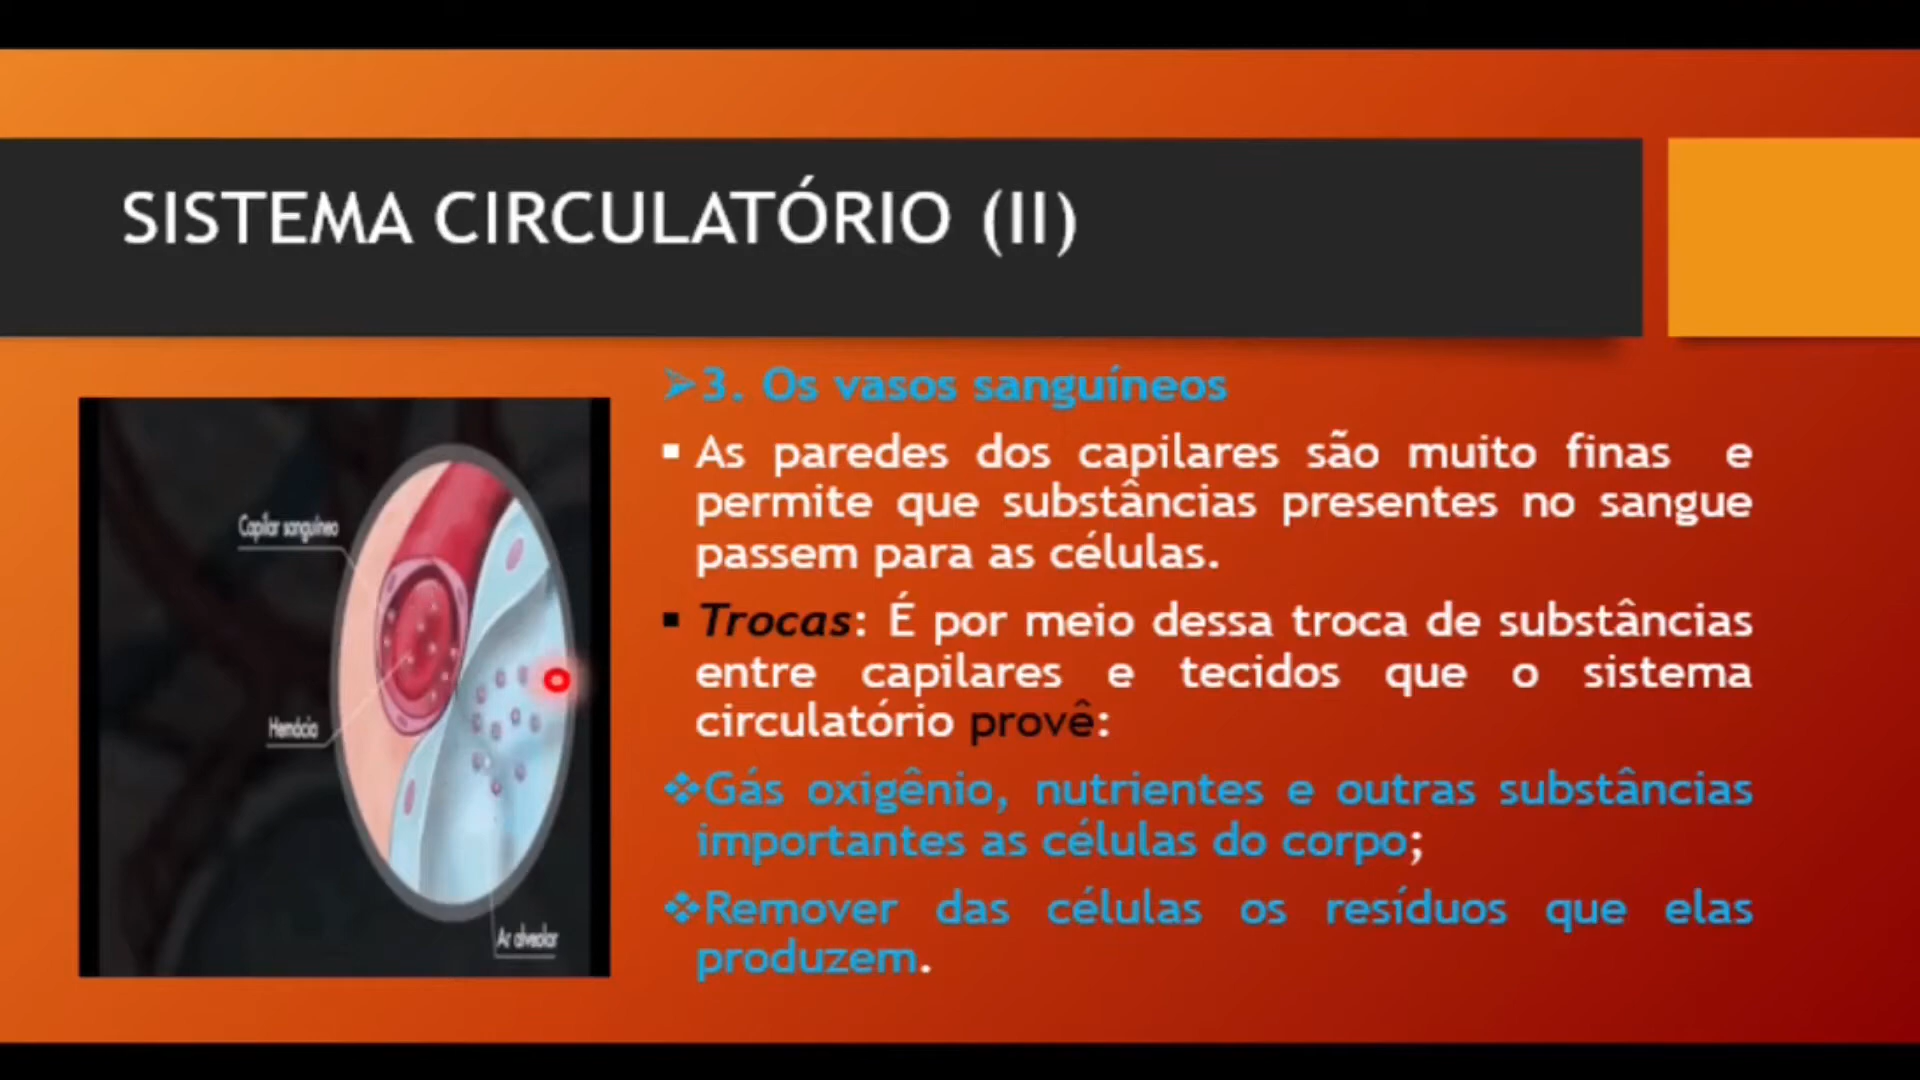 SISTEMA CIRCULATÓRIO (II)
Capilar sanguíneo
Hemácia
Ar alveolar
➢3. Os vasos sanguíneos
▪ As paredes dos capilares são muito finas e
permite que substâncias presentes no sangue
passem para as células.
▪ Trocas: É por meio dessa troca de substâncias
entre capilares e tecidos que o sistema
circulatório provê:
❖Gás oxigênio, nutrientes e outras substâncias
importantes as células do corpo;
❖Remover das células os resíduos que elas
produzem.